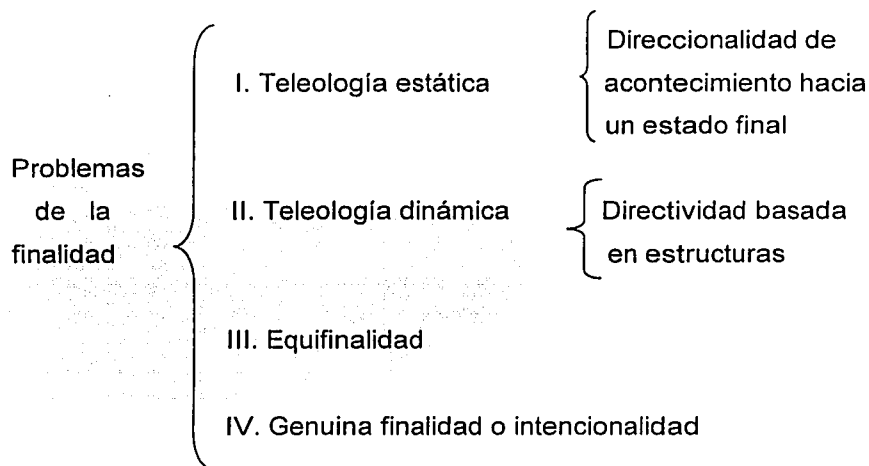 Problemas
de la
finalidad
I. Teleología estática
Direccionalidad de
acontecimiento hacia
un estado final
II. Teleología dinámica
Directividad basada
en estructuras
III. Equifinalidad
IV. Genuina finalidad o intencionalidad